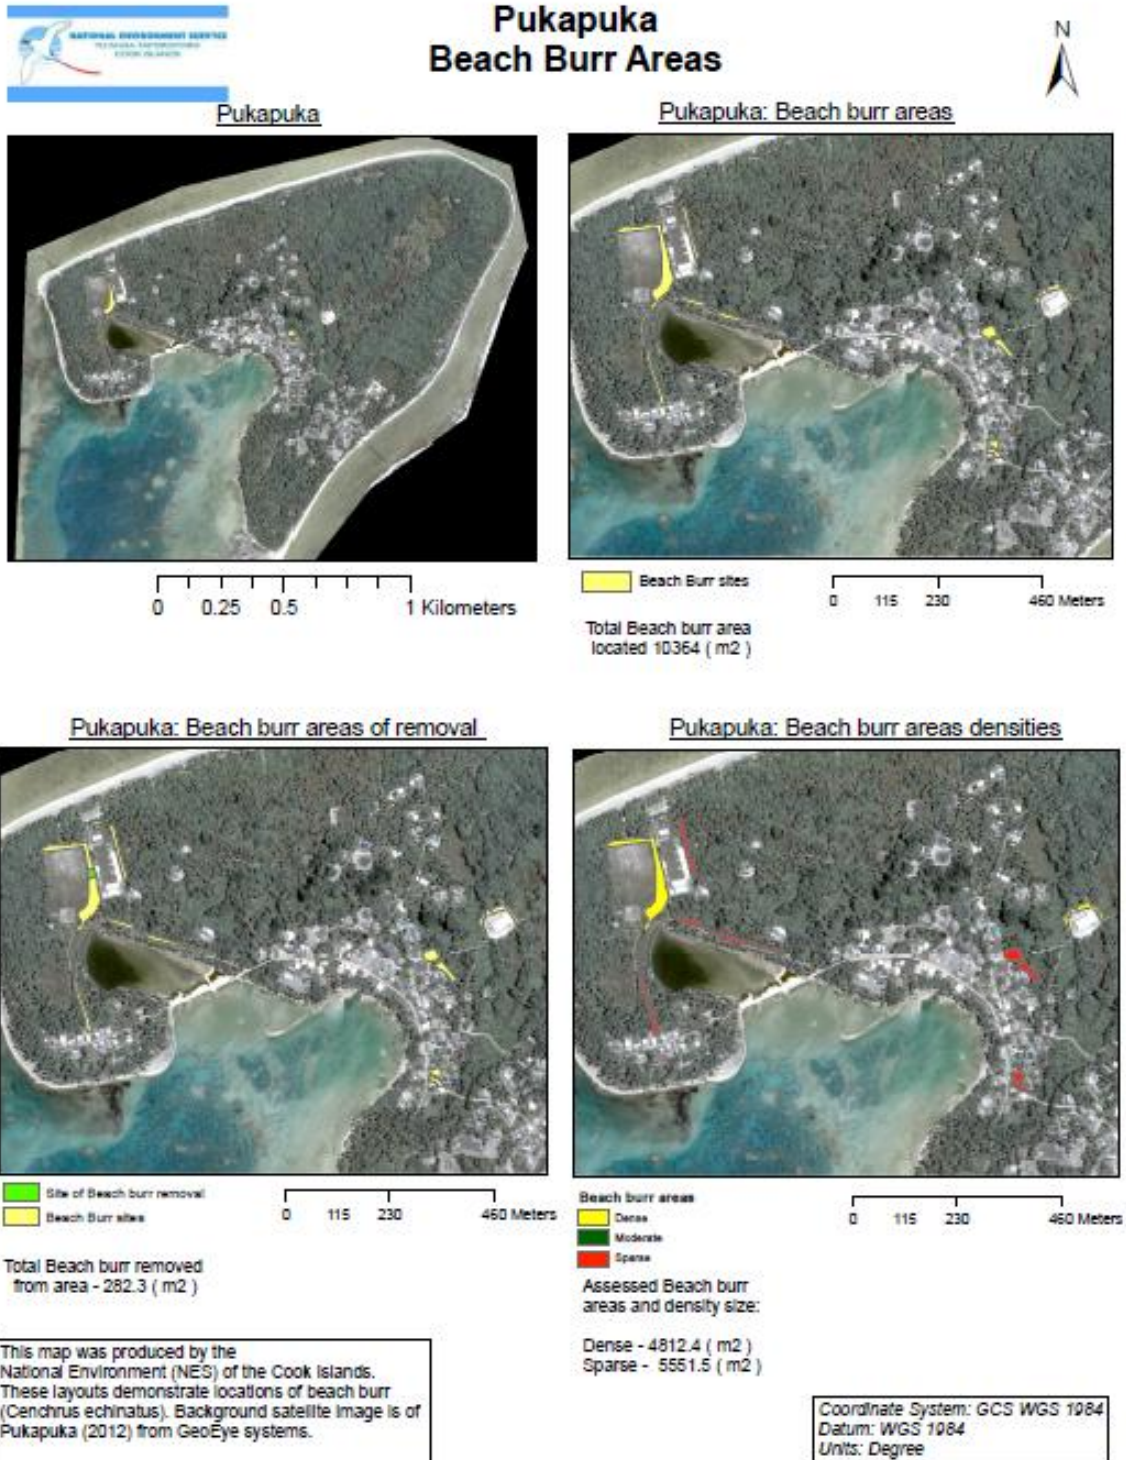 NATIONAL ENVIRONMENT SERVICE
COOK ISLANDS
Pukapuka
Beach Burr Areas
N
Pukapuka
Pukapuka: Beach burr areas
0 0.25 0.5 1 Kilometers
Beach Burr sites
0 115 230 460 Meters
Total Beach burr area
located 10364 ( m2 )
Pukapuka: Beach burr areas of removal
Pukapuka: Beach burr areas densities
Site of Beach burr removal
Beach Burr sites
0 115 230 460 Meters
Total Beach burr removed
from area - 282.3 ( m2 )
Beach burr areas
Dense
Moderate
Sparse
0 115 230 460 Meters
Assessed Beach burr
areas and density size:
Dense - 4812.4 ( m2 )
Sparse - 5551.5 ( m2 )
This map was produced by the
National Environment (NES) of the Cook Islands.
These layouts demonstrate locations of beach burr
(Cenchrus echinatus). Background satellite image is of
Pukapuka (2012) from GeoEye systems.
Coordinate System: GCS WGS 1984
Datum: WGS 1984
Units: Degree